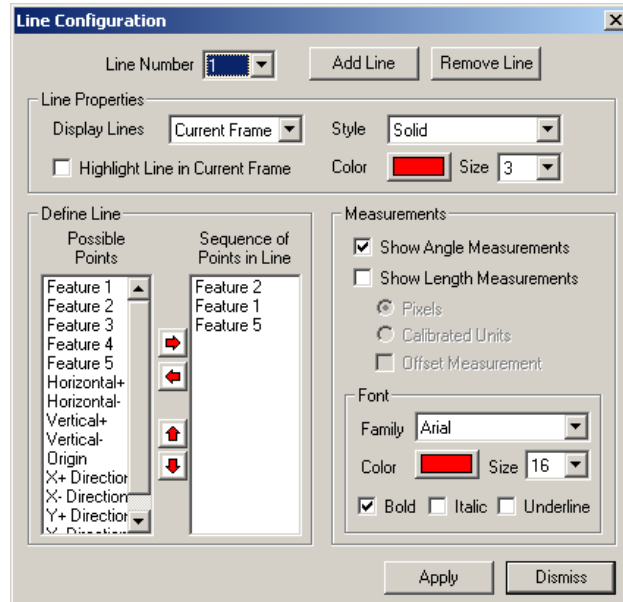 Line Configuration
Line Number 1 Add Line Remove Line
Line Properties
Display Lines Current Frame Style Solid
Highlight Line in Current Frame Color Size 3
Define Line
Possible Points
Sequence of Points in Line
Feature 1
Feature 2
Feature 3
Feature 4
Feature 5
Horizontal+
Horizontal-
Vertical+
Vertical-
Origin
X+ Direction
X- Direction
Y+ Direction
Y- Direction
Feature 2
Feature 1
Feature 5
Measurements
Show Angle Measurements
Show Length Measurements
Pixels
Calibrated Units
Offset Measurement
Font
Family Arial
Color Size 16
Bold Italic Underline
Apply Dismiss